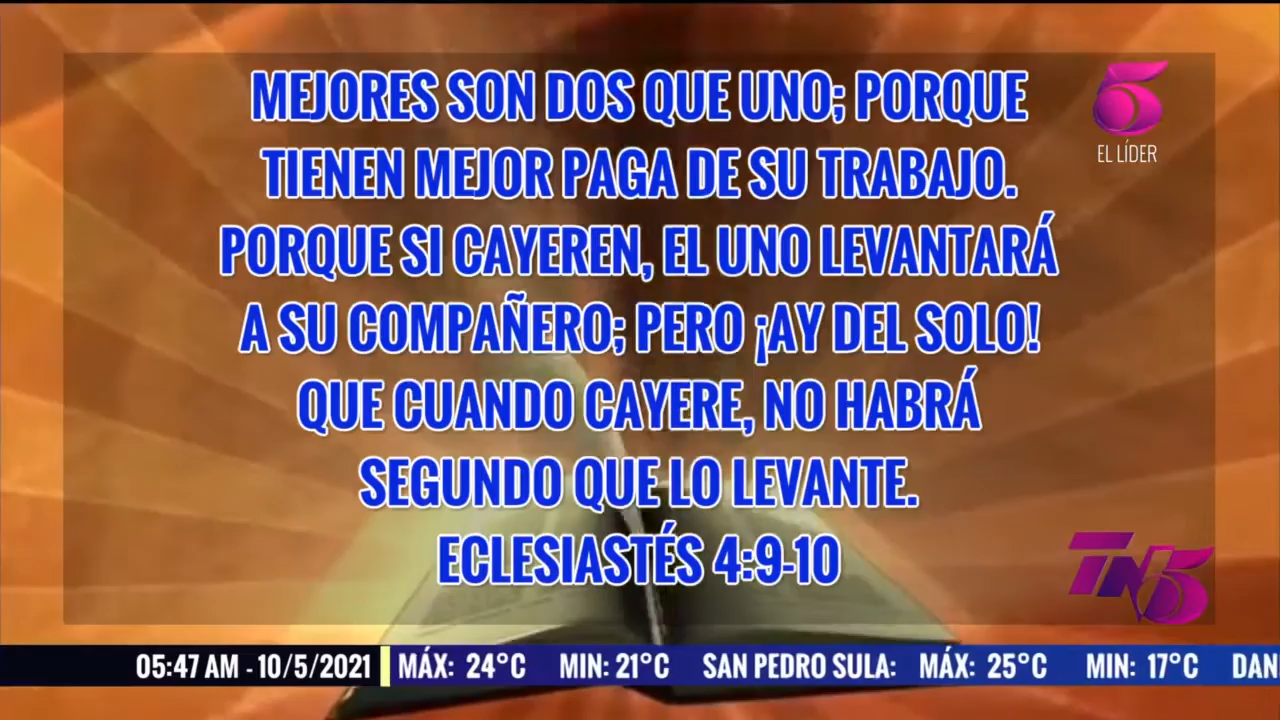 MEJORES SON DOS QUE UNO; PORQUE
TIENEN MEJOR PAGA DE SU TRABAJO.
PORQUE SI CAYEREN, EL UNO LEVANTARÁ
A SU COMPAÑERO; PERO ¡AY DEL SOLO!
QUE CUANDO CAYERE, NO HABRÁ
SEGUNDO QUE LO LEVANTE.
ECLESIASTÉS 4:9-10
5
EL LÍDER
TN5
05:47 AM - 10/5/2021 MÁX: 24°C MIN: 21°C SAN PEDRO SULA: MÁX: 25°C MIN: 17°C DAN